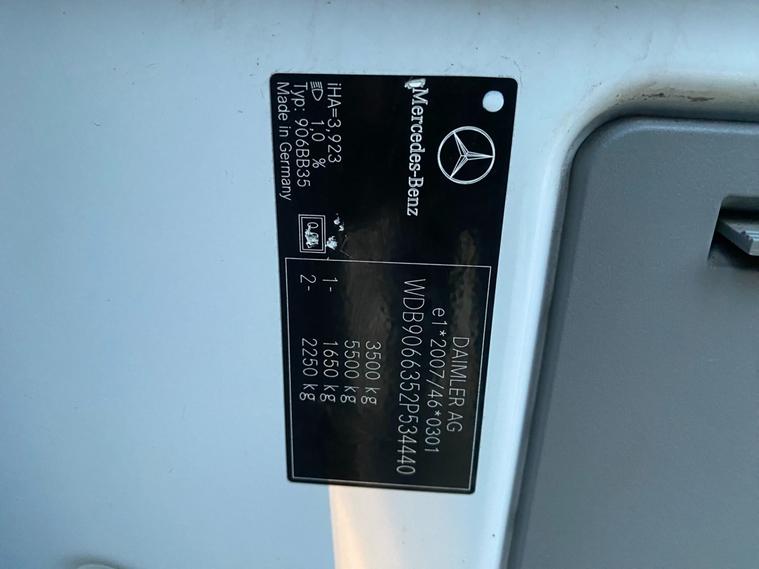 Mercedes-Benz
DAIMLER AG
e1*2007/46*0301
WDB9066352P534440
3500 kg
5500 kg
1- 1650 kg
2- 2250 kg
iHA=3,923
1,0 %
Typ: 906BB35
Made in Germany